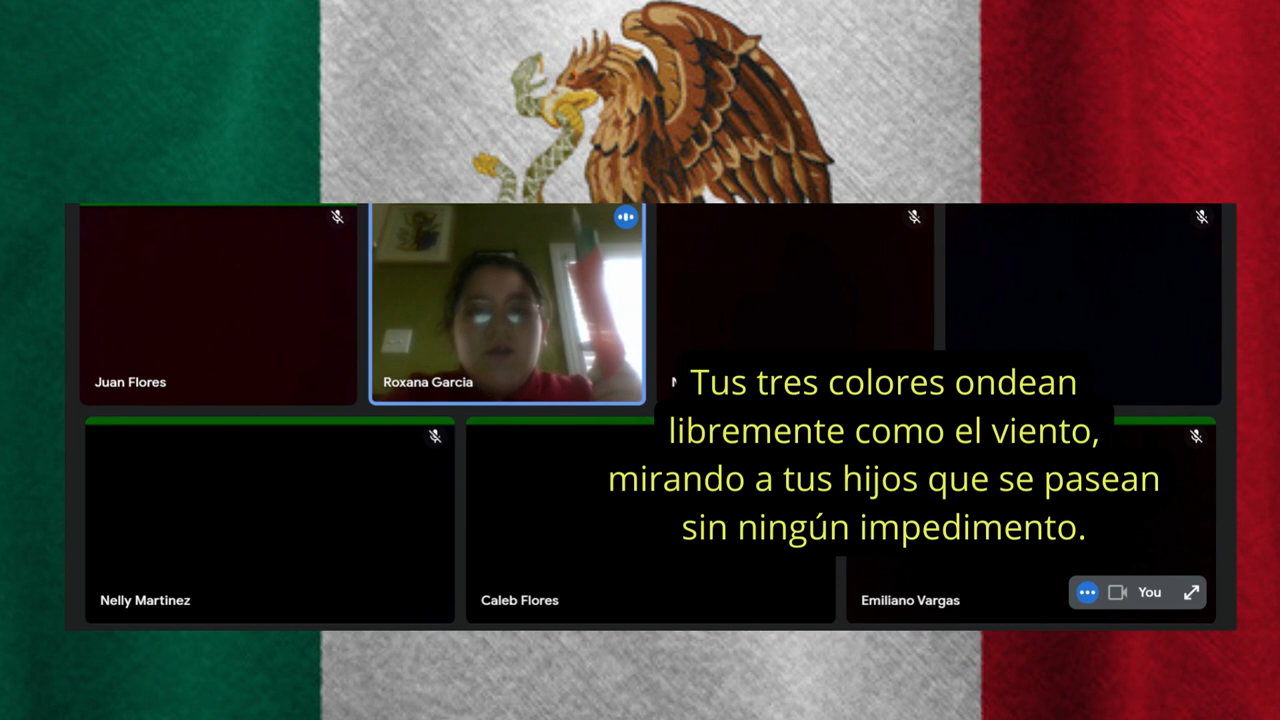 Juan Flores
Roxana Garcia
Tus tres colores ondean
libremente como el viento,
mirando a tus hijos que se pasean
sin ningún impedimento.
Nelly Martinez
Caleb Flores
Emiliano Vargas
You